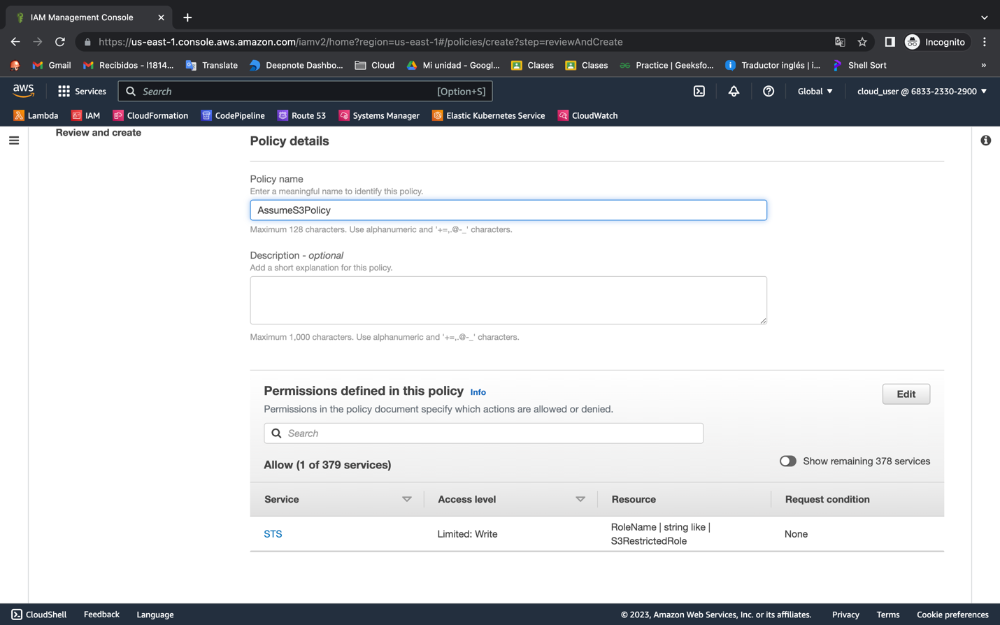 IAM Management Console
https://us-east-1.console.aws.amazon.com/iamv2/home?region=us-east-1#/policies/create?step=reviewAndCreate
Incognito
Gmail
Recibidos - l1814...
Translate
Deepnote Dashbo...
Cloud
Mi unidad - Googl...
Clases
Clases
Practice | Geeksfo...
Traductor inglés | i...
Shell Sort
»
aws
Services
Search
[Option+S]
Global
cloud_user @ 6833-2330-2900
Lambda
IAM
CloudFormation
CodePipeline
Route 53
Systems Manager
Elastic Kubernetes Service
CloudWatch
Review and create
Policy details
Policy name
Enter a meaningful name to identify this policy.
AssumeS3Policy
Maximum 128 characters. Use alphanumeric and '+=,.@-_' characters.
Description - optional
Add a short explanation for this policy.
Maximum 1,000 characters. Use alphanumeric and '+=,.@-_' characters.
Permissions defined in this policy Info
Edit
Permissions in the policy document specify which actions are allowed or denied.
Search
Allow (1 of 379 services)
Show remaining 378 services
Service
Access level
Resource
Request condition
STS
Limited: Write
RoleName | string like |
S3RestrictedRole
None
CloudShell
Feedback
Language
© 2023, Amazon Web Services, Inc. or its affiliates.
Privacy
Terms
Cookie preferences